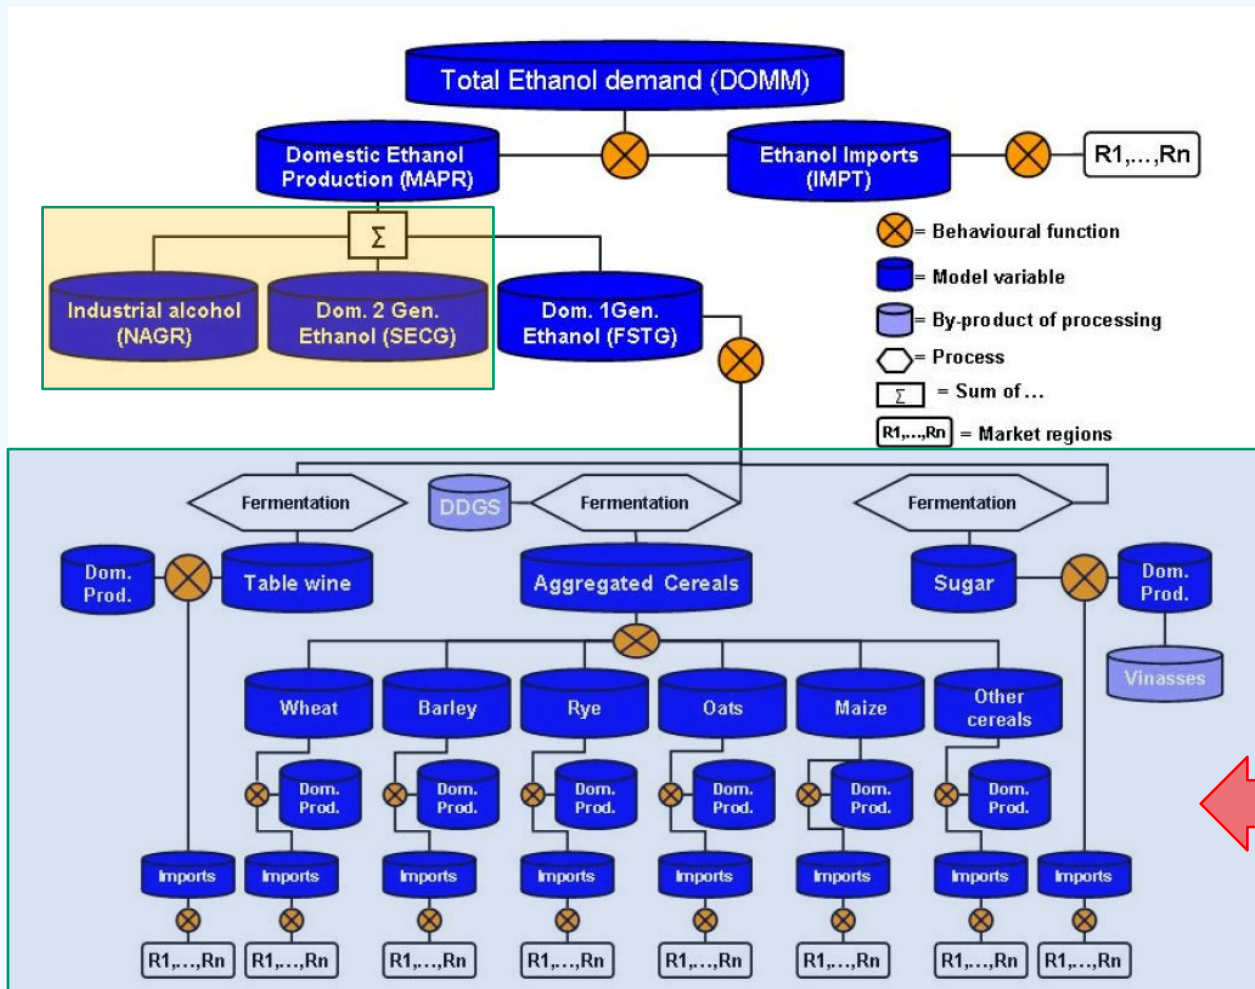 Total Ethanol demand (DOMM)
Domestic Ethanol
Production (MAPR)
Ethanol Imports
(IMPT)
R1,...,Rn
Σ
= Behavioural function
Industrial alcohol
(NAGR)
Dom. 2 Gen.
Ethanol (SECG)
Dom. 1Gen.
Ethanol (FSTG)
= Model variable
= By-product of processing
= Process
Σ = Sum of ...
R1,...,Rn = Market regions
Fermentation
DDGS
Fermentation
Fermentation
Dom.
Prod.
Table wine
Aggregated Cereals
Sugar
Dom.
Prod.
Vinasses
Wheat
Barley
Rye
Oats
Maize
Other
cereals
Dom.
Prod.
Dom.
Prod.
Dom.
Prod.
Dom.
Prod.
Dom.
Prod.
Dom.
Prod.
Imports
Imports
Imports
Imports
Imports
Imports
Imports
Imports
R1,...,Rn
R1,...,Rn
R1,...,Rn
R1,...,Rn
R1,...,Rn
R1,...,Rn
R1,...,Rn
R1,...,Rn